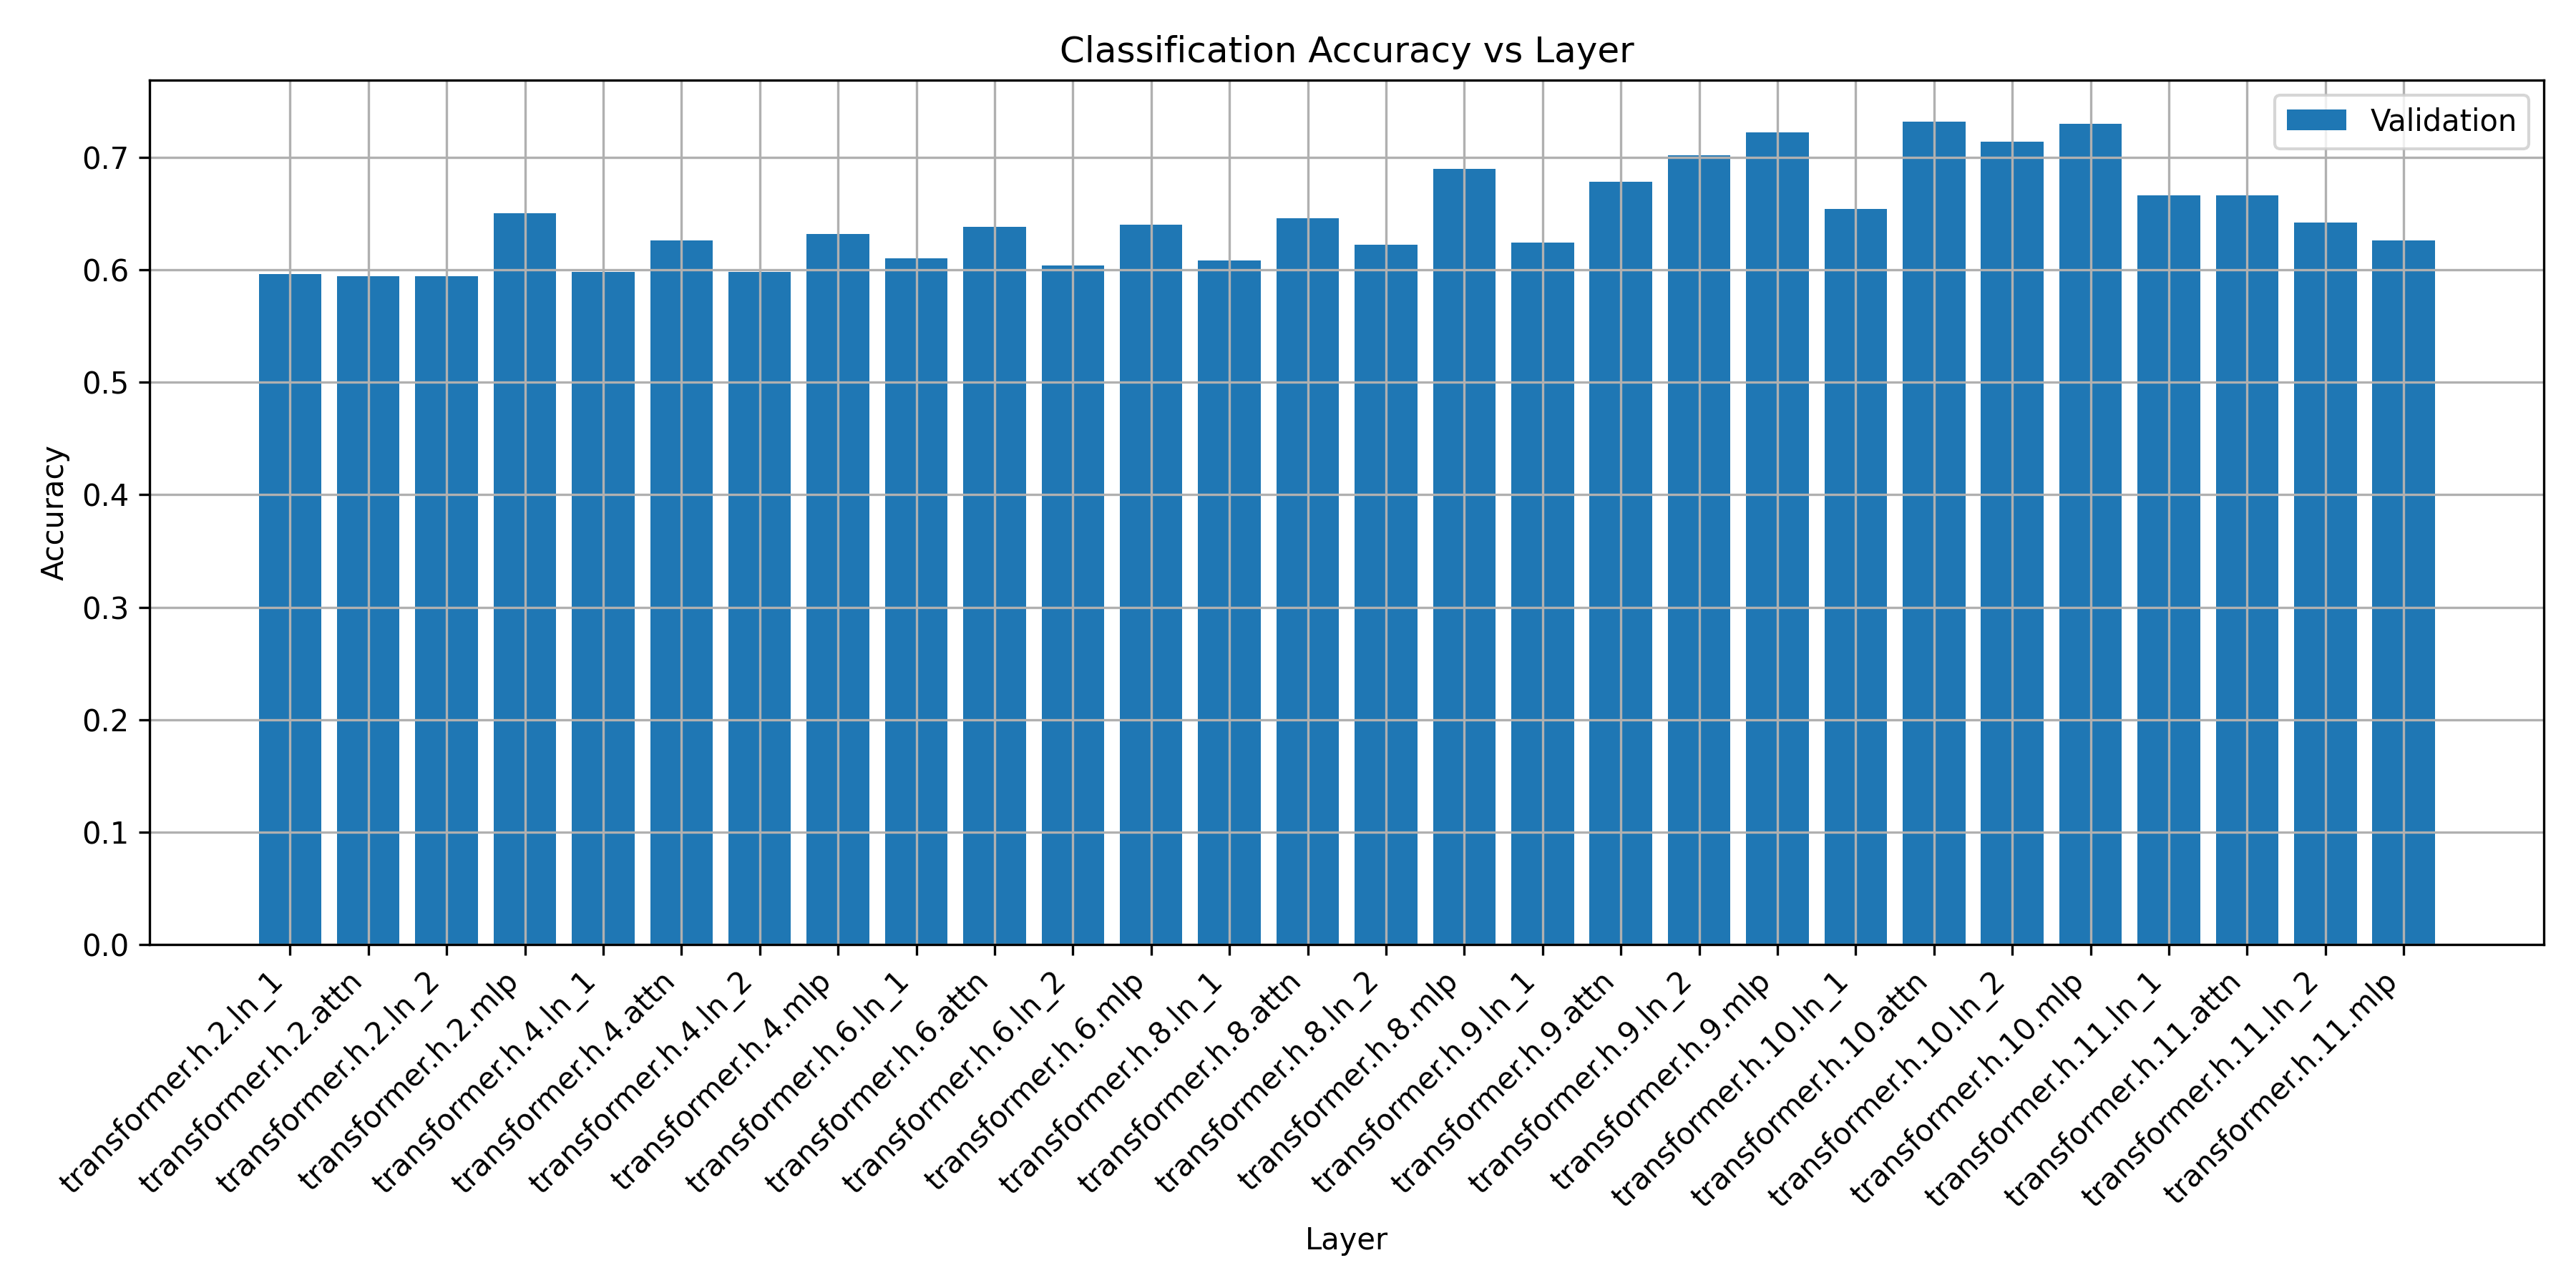 Classification Accuracy vs Layer
Validation
Accuracy
0.7
0.6
0.5
0.4
0.3
0.2
0.1
0.0
transformer.h.2.ln_1
transformer.h.2.attn
transformer.h.2.ln_2
transformer.h.2.mlp
transformer.h.4.ln_1
transformer.h.4.attn
transformer.h.4.ln_2
transformer.h.4.mlp
transformer.h.6.ln_1
transformer.h.6.attn
transformer.h.6.ln_2
transformer.h.6.mlp
transformer.h.8.ln_1
transformer.h.8.attn
transformer.h.8.ln_2
transformer.h.8.mlp
transformer.h.9.ln_1
transformer.h.9.attn
transformer.h.9.ln_2
transformer.h.9.mlp
transformer.h.10.ln_1
transformer.h.10.attn
transformer.h.10.ln_2
transformer.h.10.mlp
transformer.h.11.ln_1
transformer.h.11.attn
transformer.h.11.ln_2
transformer.h.11.mlp
Layer